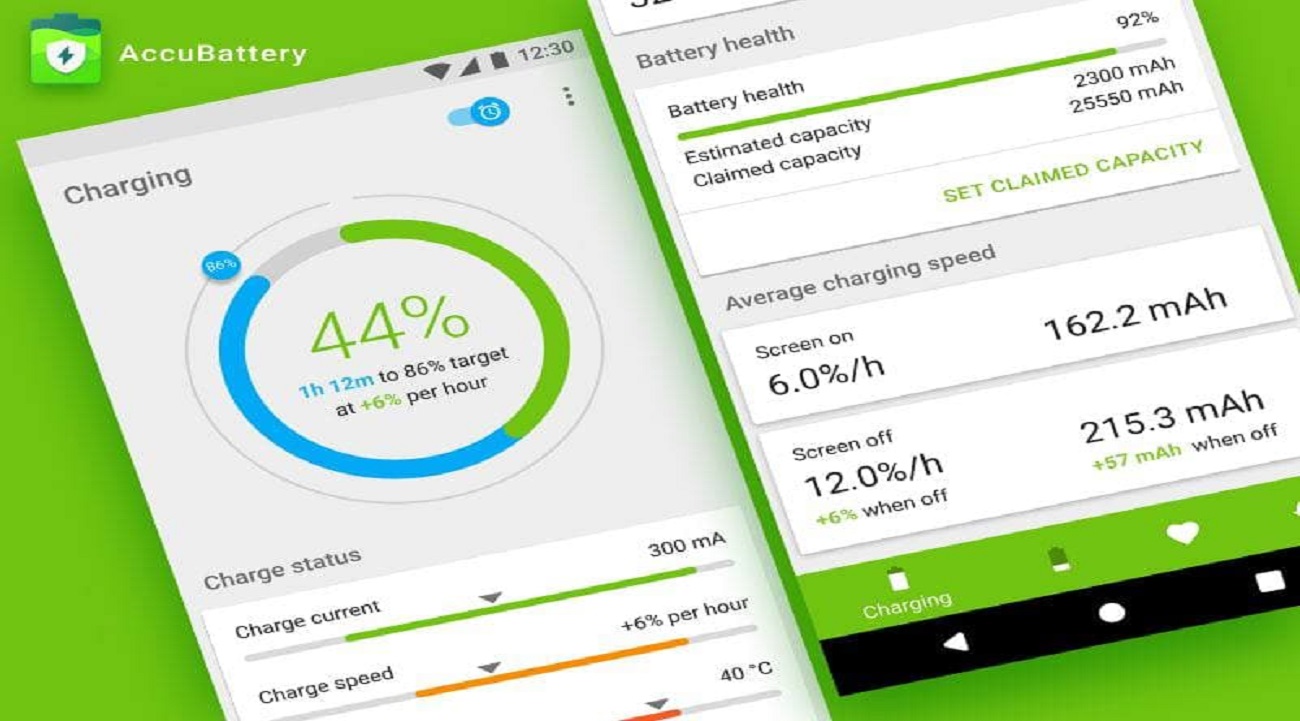 AccuBattery
12:30
Charging
86%
44%
1h 12m to 86% target
at +6% per hour
Charge status
Charge current
300 mA
Charge speed
+6% per hour
40 °C
Battery health
92%
Battery health
Estimated capacity
2300 mAh
Claimed capacity
25550 mAh
SET CLAIMED CAPACITY
Average charging speed
Screen on
6.0%/h
162.2 mAh
Screen off
12.0%/h
215.3 mAh
+6% when off
+57 mAh when off
Charging